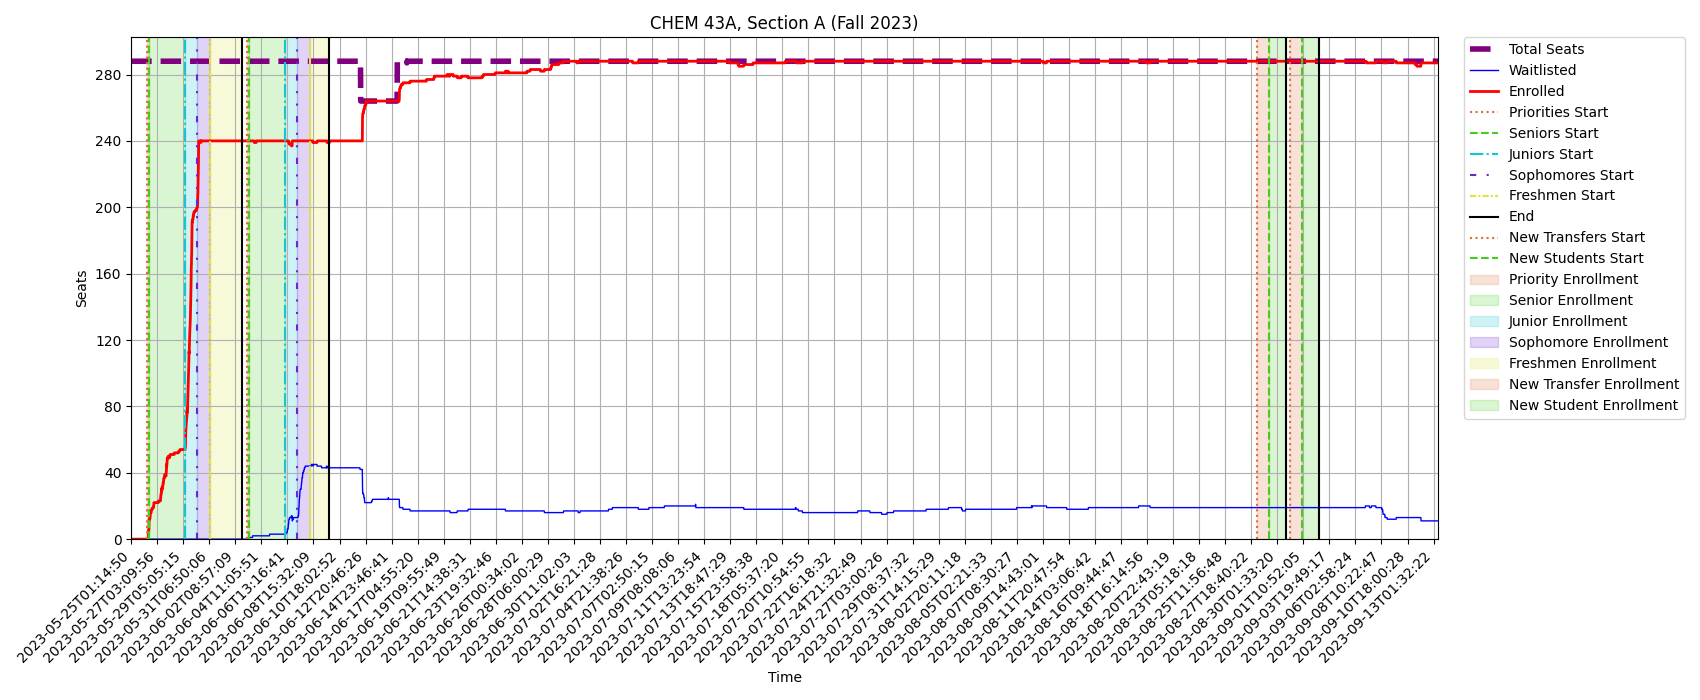 CHEM 43A, Section A (Fall 2023)
Seats
280
240
200
160
120
80
40
0
2023-05-25T01:14:50
2023-05-27T03:09:56
2023-05-29T05:05:15
2023-05-31T06:50:06
2023-06-02T08:57:09
2023-06-04T11:05:51
2023-06-06T13:16:41
2023-06-08T15:32:09
2023-06-10T18:02:52
2023-06-12T20:46:26
2023-06-14T23:46:41
2023-06-17T04:55:20
2023-06-19T09:55:49
2023-06-21T14:38:31
2023-06-23T19:32:46
2023-06-26T00:34:02
2023-06-28T06:00:29
2023-06-30T11:02:03
2023-07-02T16:21:28
2023-07-04T21:38:26
2023-07-07T02:50:15
2023-07-09T08:08:06
2023-07-11T13:23:54
2023-07-13T18:47:29
2023-07-15T23:58:38
2023-07-18T05:37:20
2023-07-20T10:54:55
2023-07-22T16:18:32
2023-07-24T21:32:49
2023-07-27T03:00:26
2023-07-29T08:37:32
2023-07-31T14:15:29
2023-08-02T20:11:18
2023-08-05T02:21:33
2023-08-07T08:30:27
2023-08-09T14:43:01
2023-08-11T20:47:54
2023-08-14T03:06:42
2023-08-16T09:44:47
2023-08-18T16:14:56
2023-08-20T22:43:19
2023-08-23T05:18:18
2023-08-25T11:56:48
2023-08-27T18:40:22
2023-08-30T01:33:20
2023-09-01T10:52:05
2023-09-03T19:49:17
2023-09-06T02:58:24
2023-09-08T10:22:47
2023-09-10T18:00:28
2023-09-13T01:32:22
Time
Total Seats
Waitlisted
Enrolled
Priorities Start
Seniors Start
Juniors Start
Sophomores Start
Freshmen Start
End
New Transfers Start
New Students Start
Priority Enrollment
Senior Enrollment
Junior Enrollment
Sophomore Enrollment
Freshmen Enrollment
New Transfer Enrollment
New Student Enrollment